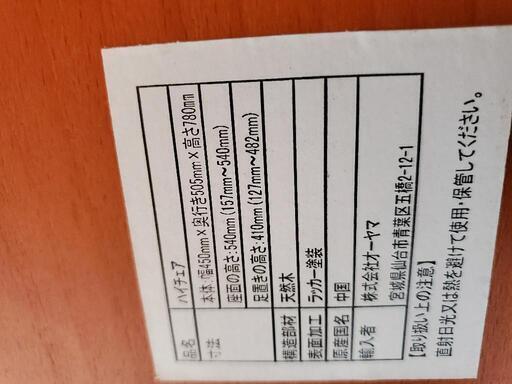 品名 ハイチェア
寸法 本体:幅450mm×奥行き505mm×高さ780mm
座面の高さ:540mm(157mm～540mm)
足置きの高さ:410mm(127mm～482mm)
構造部材 天然木
表面加工 ラッカー塗装
原産国名 中国
輸入者 株式会社オーヤマ
宮城県仙台市青葉区五橋2-12-1
【取り扱い上の注意】
直射日光又は熱を避けて使用・保管してください。